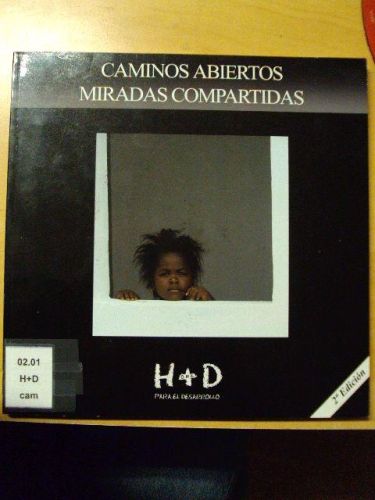 CAMINOS ABIERTOS
MIRADAS COMPARTIDAS
H+D
PARA EL DESARROLLO
02.01
H+D
cam
2ª Edición